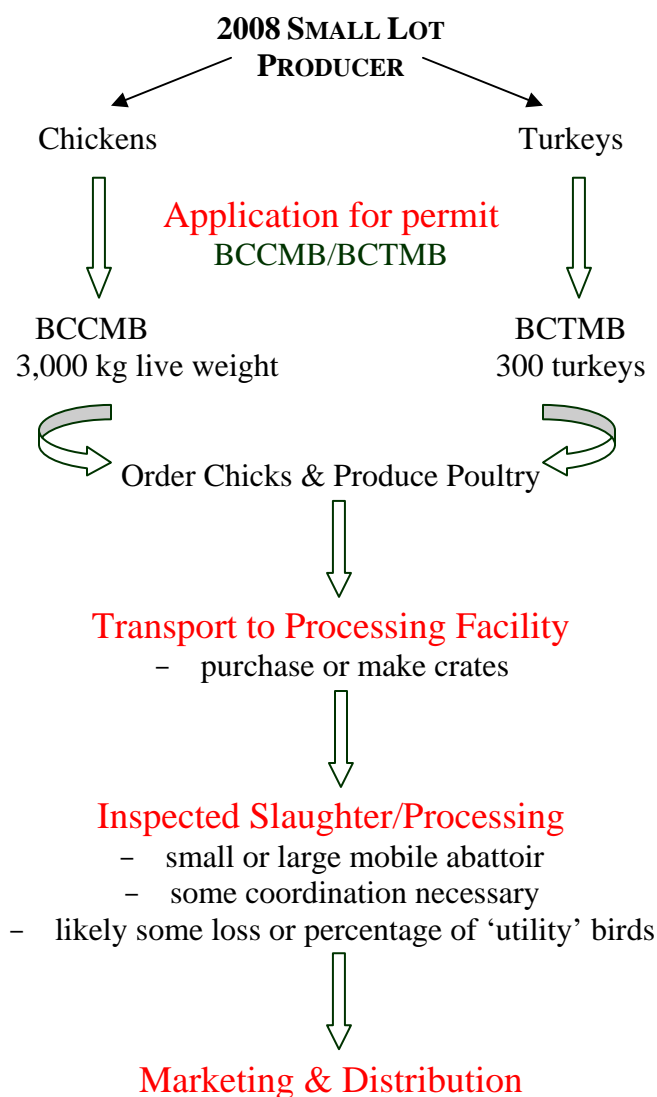 2008 SMALL LOT
PRODUCER
Chickens
Turkeys
Application for permit
BCCMB/BCTMB
BCCMB
3,000 kg live weight
BCTMB
300 turkeys
Order Chicks & Produce Poultry
Transport to Processing Facility
– purchase or make crates
Inspected Slaughter/Processing
– small or large mobile abattoir
– some coordination necessary
– likely some loss or percentage of ‘utility’ birds
Marketing & Distribution